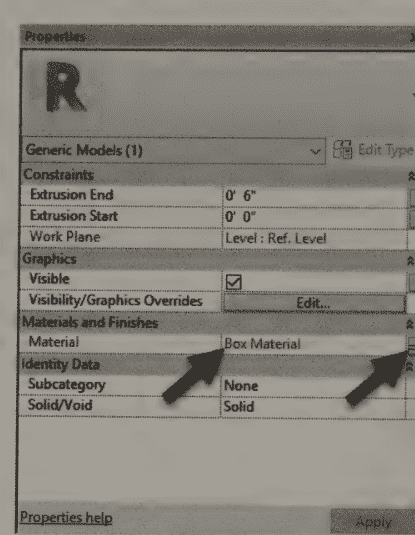 Properties
R
Generic Models (1) Edit Type
Constraints
Extrusion End 0' 6"
Extrusion Start 0' 0"
Work Plane Level : Ref. Level
Graphics
Visible
Visibility/Graphics Overrides Edit...
Materials and Finishes
Material Box Material
Identity Data
Subcategory None
Solid/Void Solid
Properties help Apply